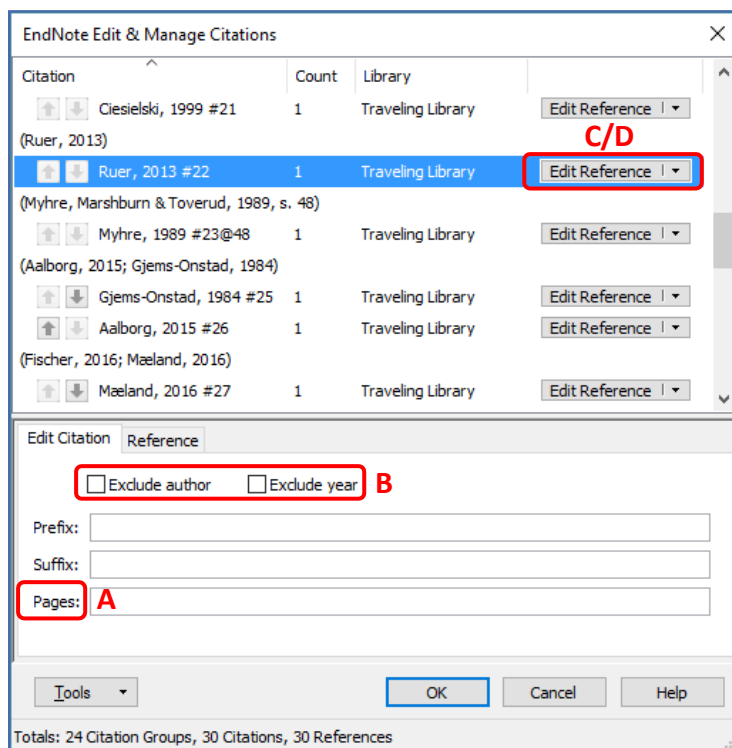 EndNote Edit & Manage Citations
Citation Count Library
Ciesielski, 1999 #21 1 Traveling Library Edit Reference
(Ruer, 2013) C/D
Ruer, 2013 #22 1 Traveling Library Edit Reference
(Myhre, Marshburn & Toverud, 1989, s. 48)
Myhre, 1989 #23@48 1 Traveling Library Edit Reference
(Aalborg, 2015; Gjems-Onstad, 1984)
Gjems-Onstad, 1984 #25 1 Traveling Library Edit Reference
Aalborg, 2015 #26 1 Traveling Library Edit Reference
(Fischer, 2016; Mæland, 2016)
Mæland, 2016 #27 1 Traveling Library Edit Reference
Edit Citation Reference
Exclude author Exclude year B
Prefix:
Suffix:
Pages: A
Tools OK Cancel Help
Totals: 24 Citation Groups, 30 Citations, 30 References